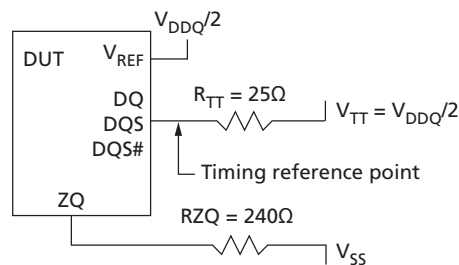 V_DDQ/2
DUT
V_REF
DQ
DQS
DQS#
R_TT = 25Ω
V_TT = V_DDQ/2
Timing reference point
ZQ
RZQ = 240Ω
V_SS